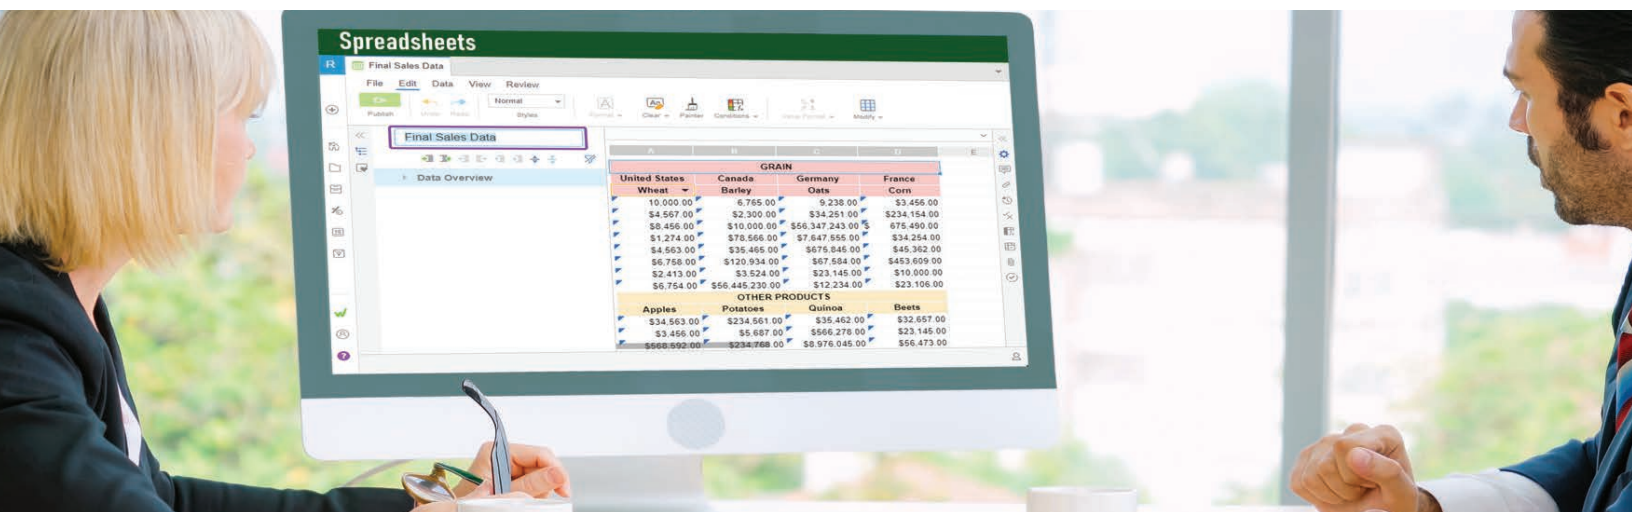 Spreadsheets
R Final Sales Data
File Edit Data View Review
Normal
Publish Undo Redo Styles Format Clear Painter Conditions Value Format Modify
Final Sales Data
A B C D E
Data Overview
GRAIN
United States Canada Germany France
Wheat Barley Oats Corn
10,000.00 6,765.00 9,238.00 $3,456.00
$4,567.00 $2,300.00 $34,251.00 $234,154.00
$8,456.00 $10,000.00 $56,347,243.00 $ 675,490.00
$1,274.00 $78,566.00 $7,647,555.00 $34,254.00
$4,563.00 $35,465.00 $675,845.00 $45,362.00
$6,758.00 $120,934.00 $67,584.00 $453,609.00
$2,413.00 $3,524.00 $23,145.00 $10,000.00
$6,754.00 $56,445,230.00 $12,234.00 $23,106.00
OTHER PRODUCTS
Apples Potatoes Quinoa Beets
$34,563.00 $234,561.00 $35,462.00 $32,657.00
$3,456.00 $5,687.00 $566,278.00 $23,145.00
$568,592.00 $234,768.00 $8,976,045.00 $56,473.00